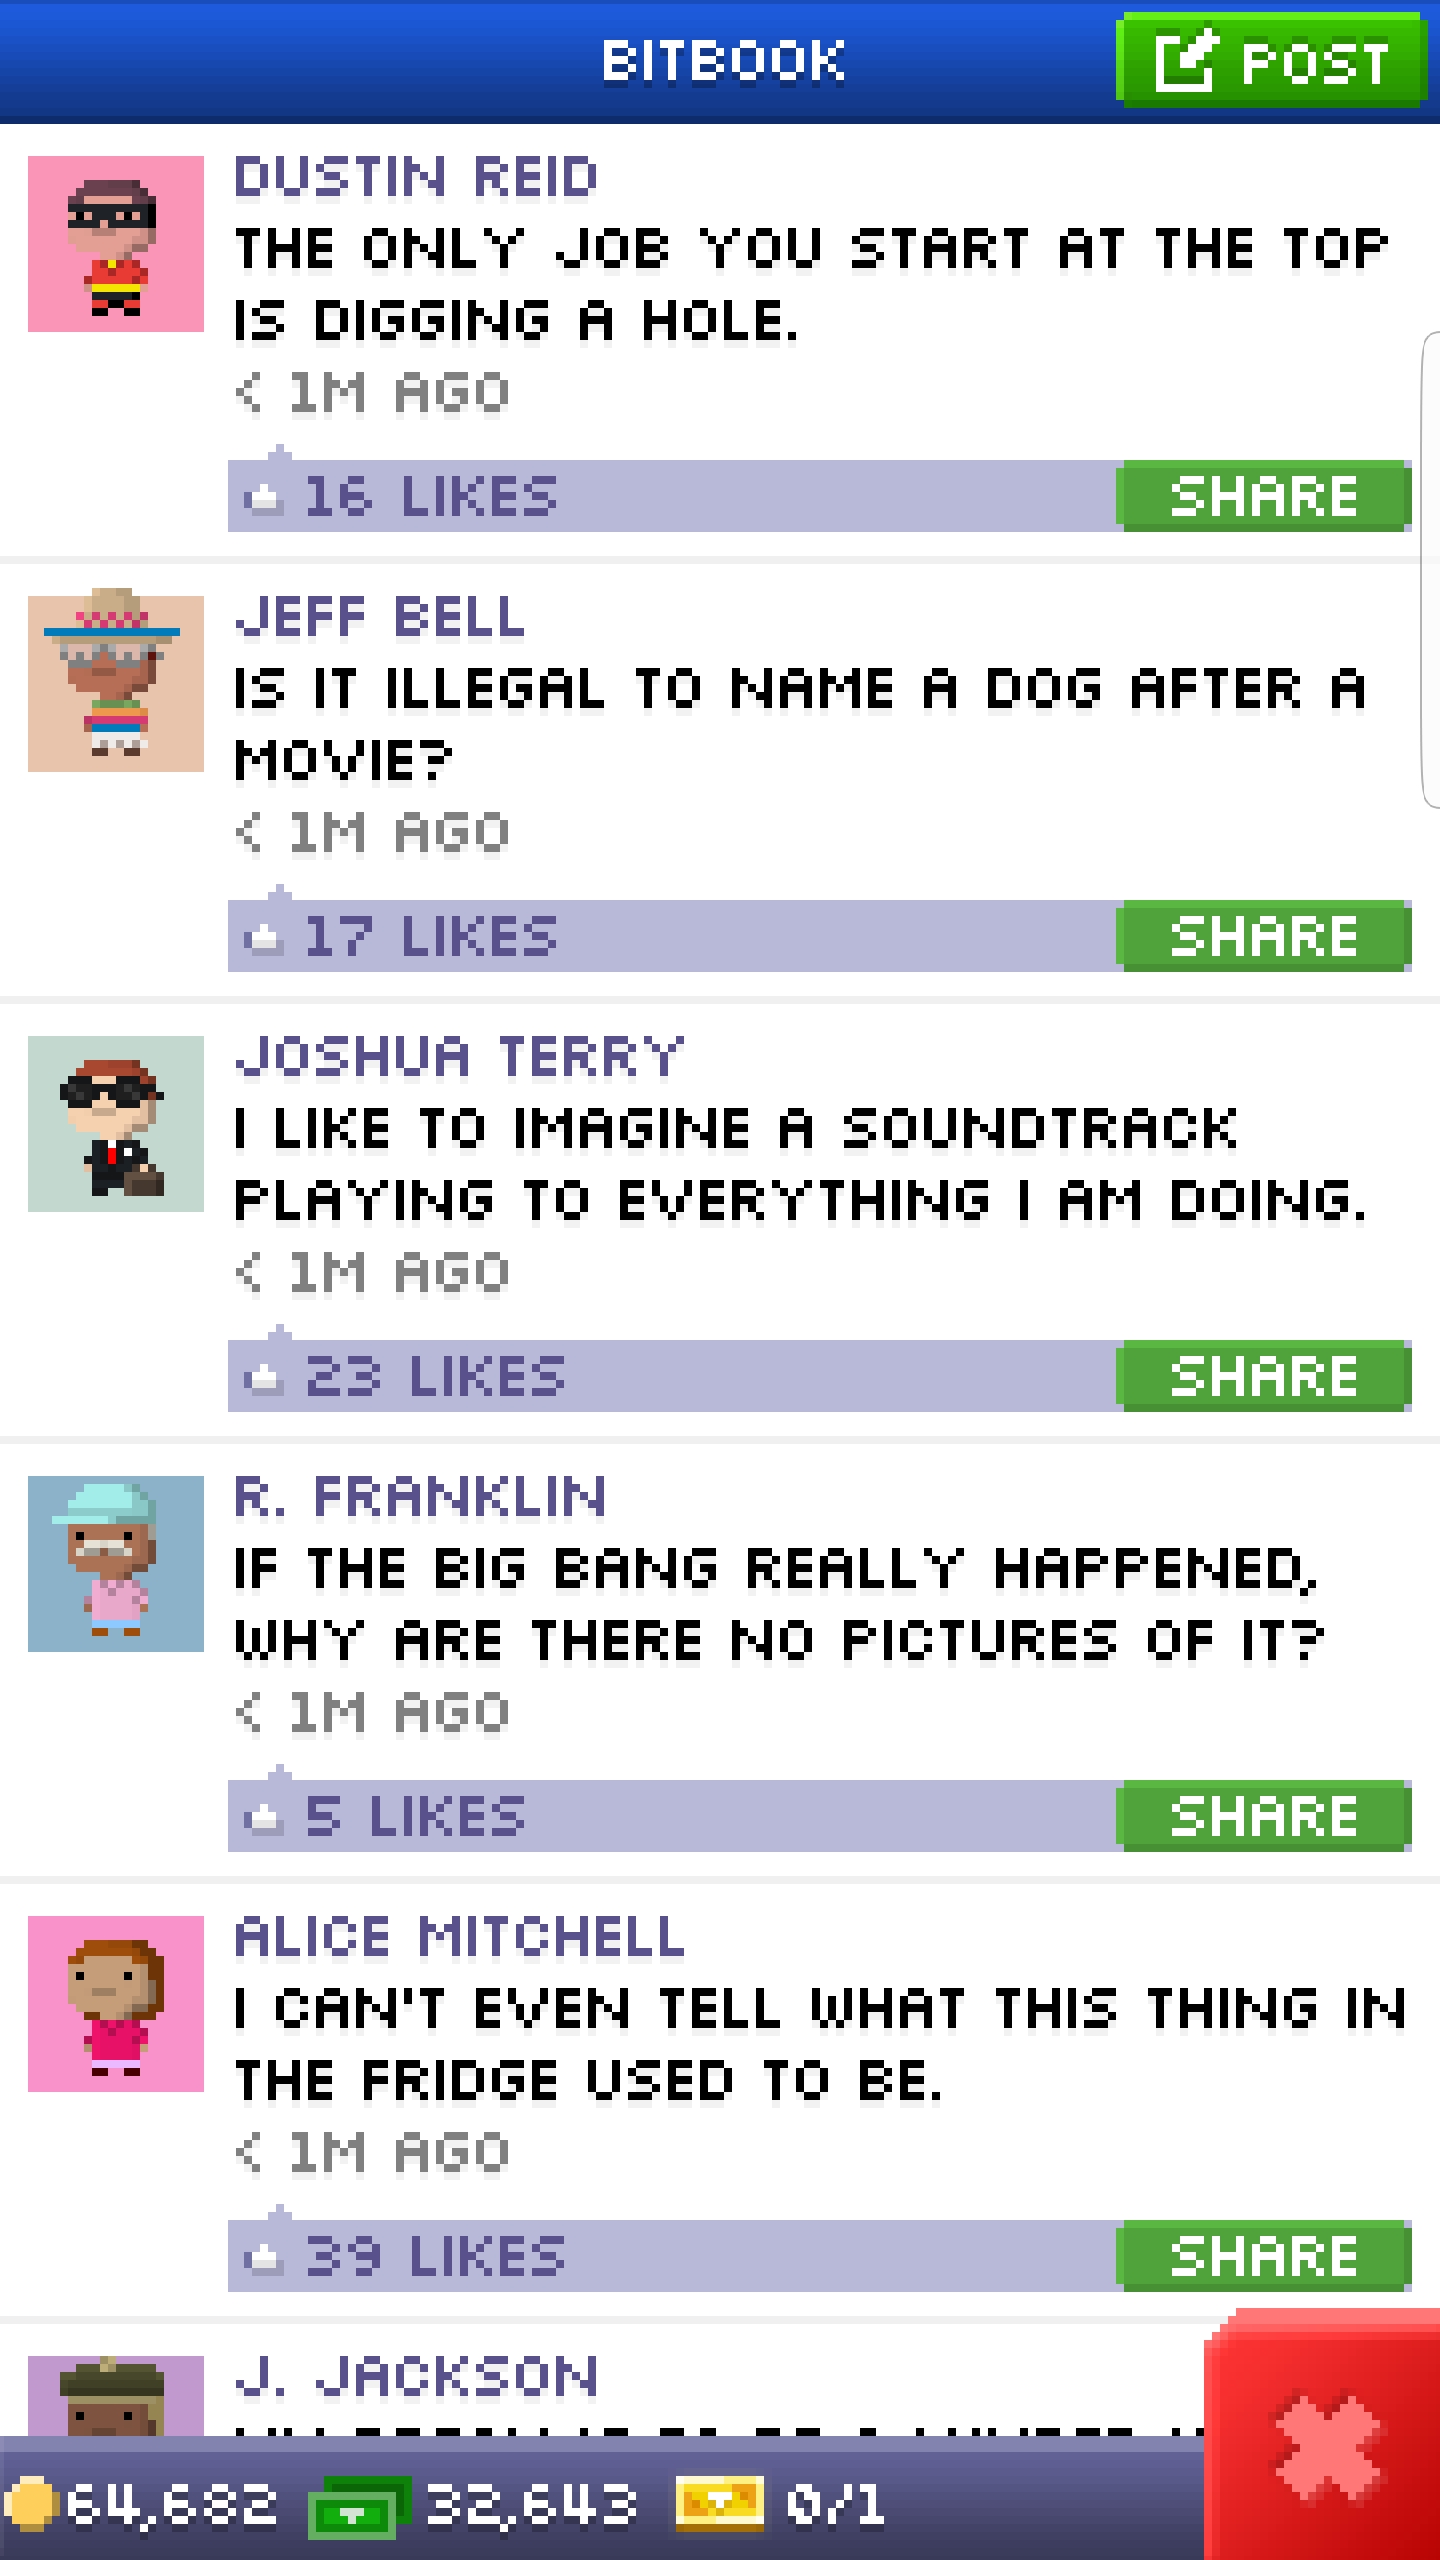 BITBOOK
POST
DUSTIN REID
THE ONLY JOB YOU START AT THE TOP
IS DIGGING A HOLE.
< 1M AGO
16 LIKES
SHARE
JEFF BELL
IS IT ILLEGAL TO NAME A DOG AFTER A
MOVIE?
< 1M AGO
17 LIKES
SHARE
JOSHUA TERRY
I LIKE TO IMAGINE A SOUNDTRACK
PLAYING TO EVERYTHING I AM DOING.
< 1M AGO
23 LIKES
SHARE
R. FRANKLIN
IF THE BIG BANG REALLY HAPPENED,
WHY ARE THERE NO PICTURES OF IT?
< 1M AGO
5 LIKES
SHARE
ALICE MITCHELL
I CAN'T EVEN TELL WHAT THIS THING IN
THE FRIDGE USED TO BE.
< 1M AGO
39 LIKES
SHARE
J. JACKSON
64,682
32,643
0/1